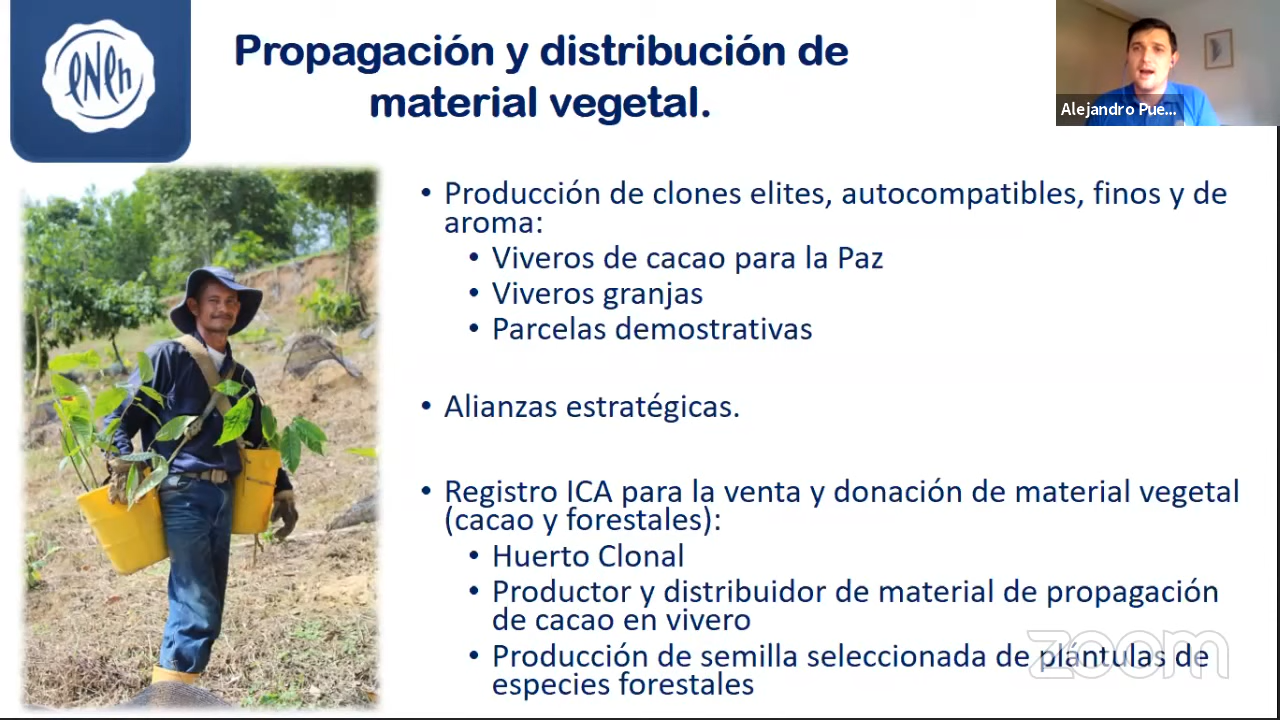 Propagación y distribución de
material vegetal.
Alejandro Pue...
• Producción de clones elites, autocompatibles, finos y de
aroma:
• Viveros de cacao para la Paz
• Viveros granjas
• Parcelas demostrativas
• Alianzas estratégicas.
• Registro ICA para la venta y donación de material vegetal
(cacao y forestales):
• Huerto Clonal
• Productor y distribuidor de material de propagación
de cacao en vivero
• Producción de semilla seleccionada de plántulas de
especies forestales
zoom